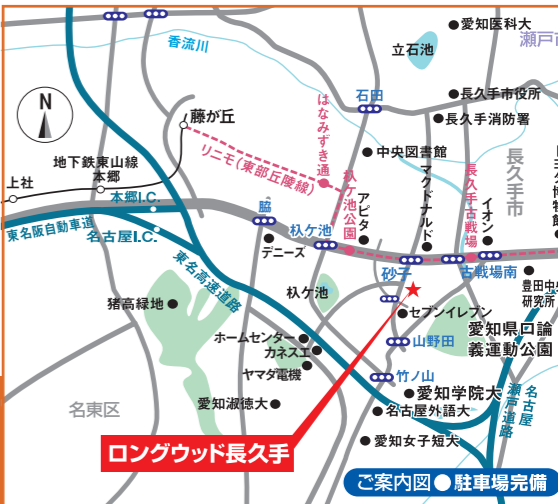 愛知医科大
瀬戸市
香流川
立石池
N
石田
長久手市役所
藤が丘
はなみずき通
長久手消防署
リニモ(東部丘陵線)
中央図書館
長久手市
地下鉄東山線
本郷
上社
杁ケ池公園
アピタ
マクドナルド
長久手古戦場
イオン
本郷I.C.
脇
杁ケ池
東名阪自動車道
名古屋I.C.
デニーズ
砂子
古戦場南
東名高速道路
豊田中央
研究所
猪高緑地
杁ケ池
セブンイレブン
愛知県口論
義運動公園
ホームセンター
カネスエ
山野田
ヤマダ電機
竹ノ山
愛知淑徳大
愛知学院大
名古屋外語大
名東区
名古屋
瀬戸道路
愛知女子短大
ロングウッド長久手
ご案内図●駐車場完備